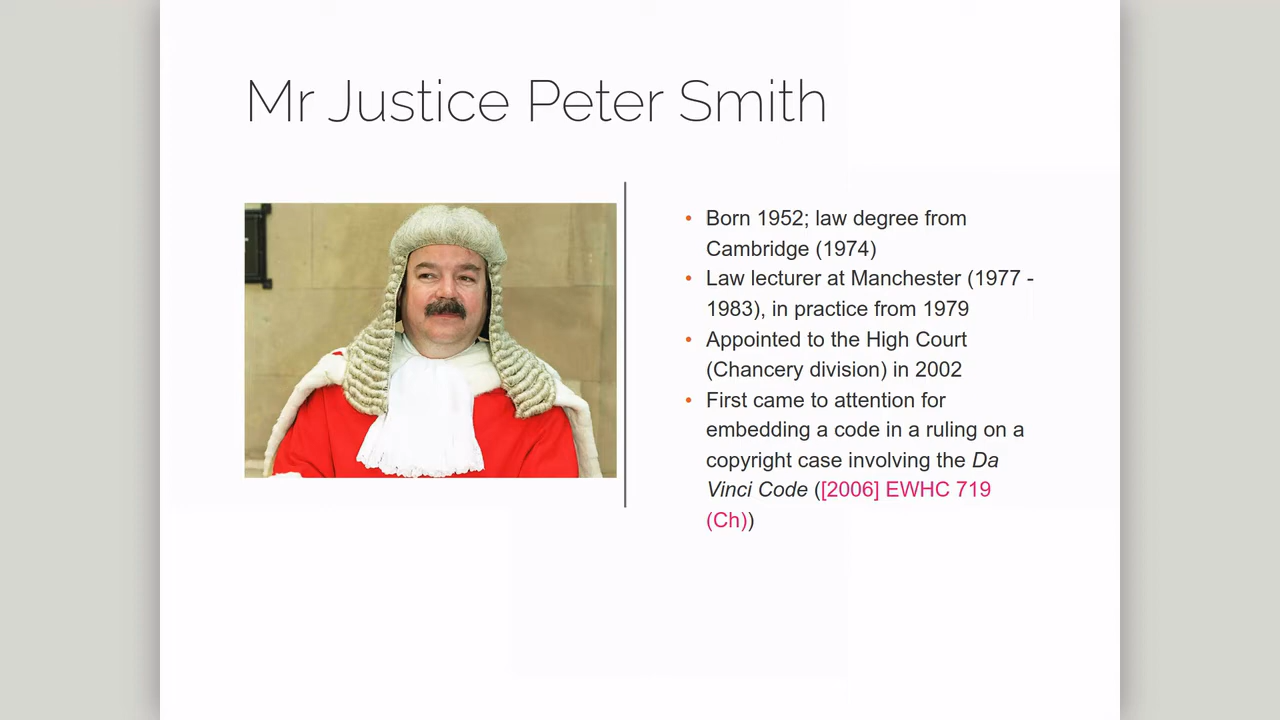 Mr Justice Peter Smith
• Born 1952; law degree from
Cambridge (1974)
• Law lecturer at Manchester (1977 -
1983), in practice from 1979
• Appointed to the High Court
(Chancery division) in 2002
• First came to attention for
embedding a code in a ruling on a
copyright case involving the Da
Vinci Code ([2006] EWHC 719
(Ch))